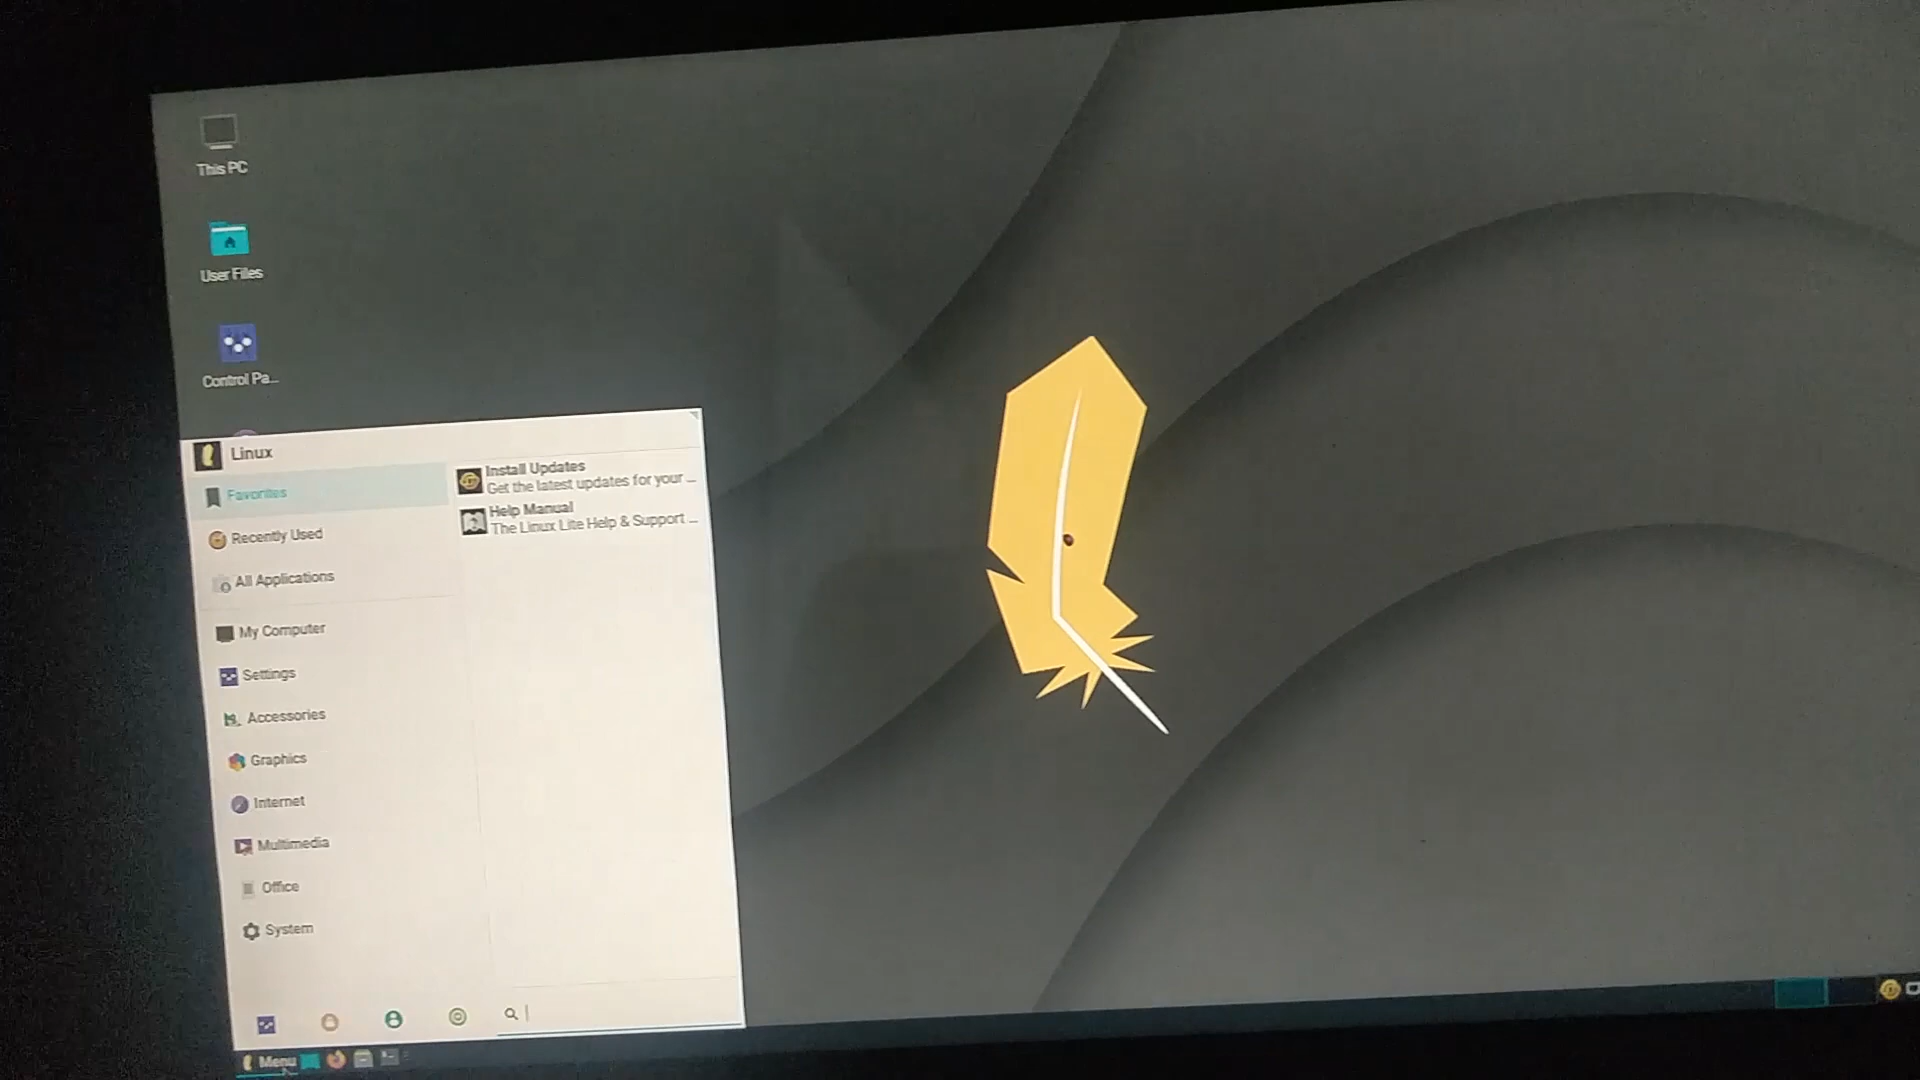 This PC
User Files
Control Pa...
Linux
Favorites
Recently Used
All Applications
My Computer
Settings
Accessories
Graphics
Internet
Multimedia
Office
System
Install Updates
Get the latest updates for your ...
Help Manual
The Linux Lite Help & Support ...
Menu